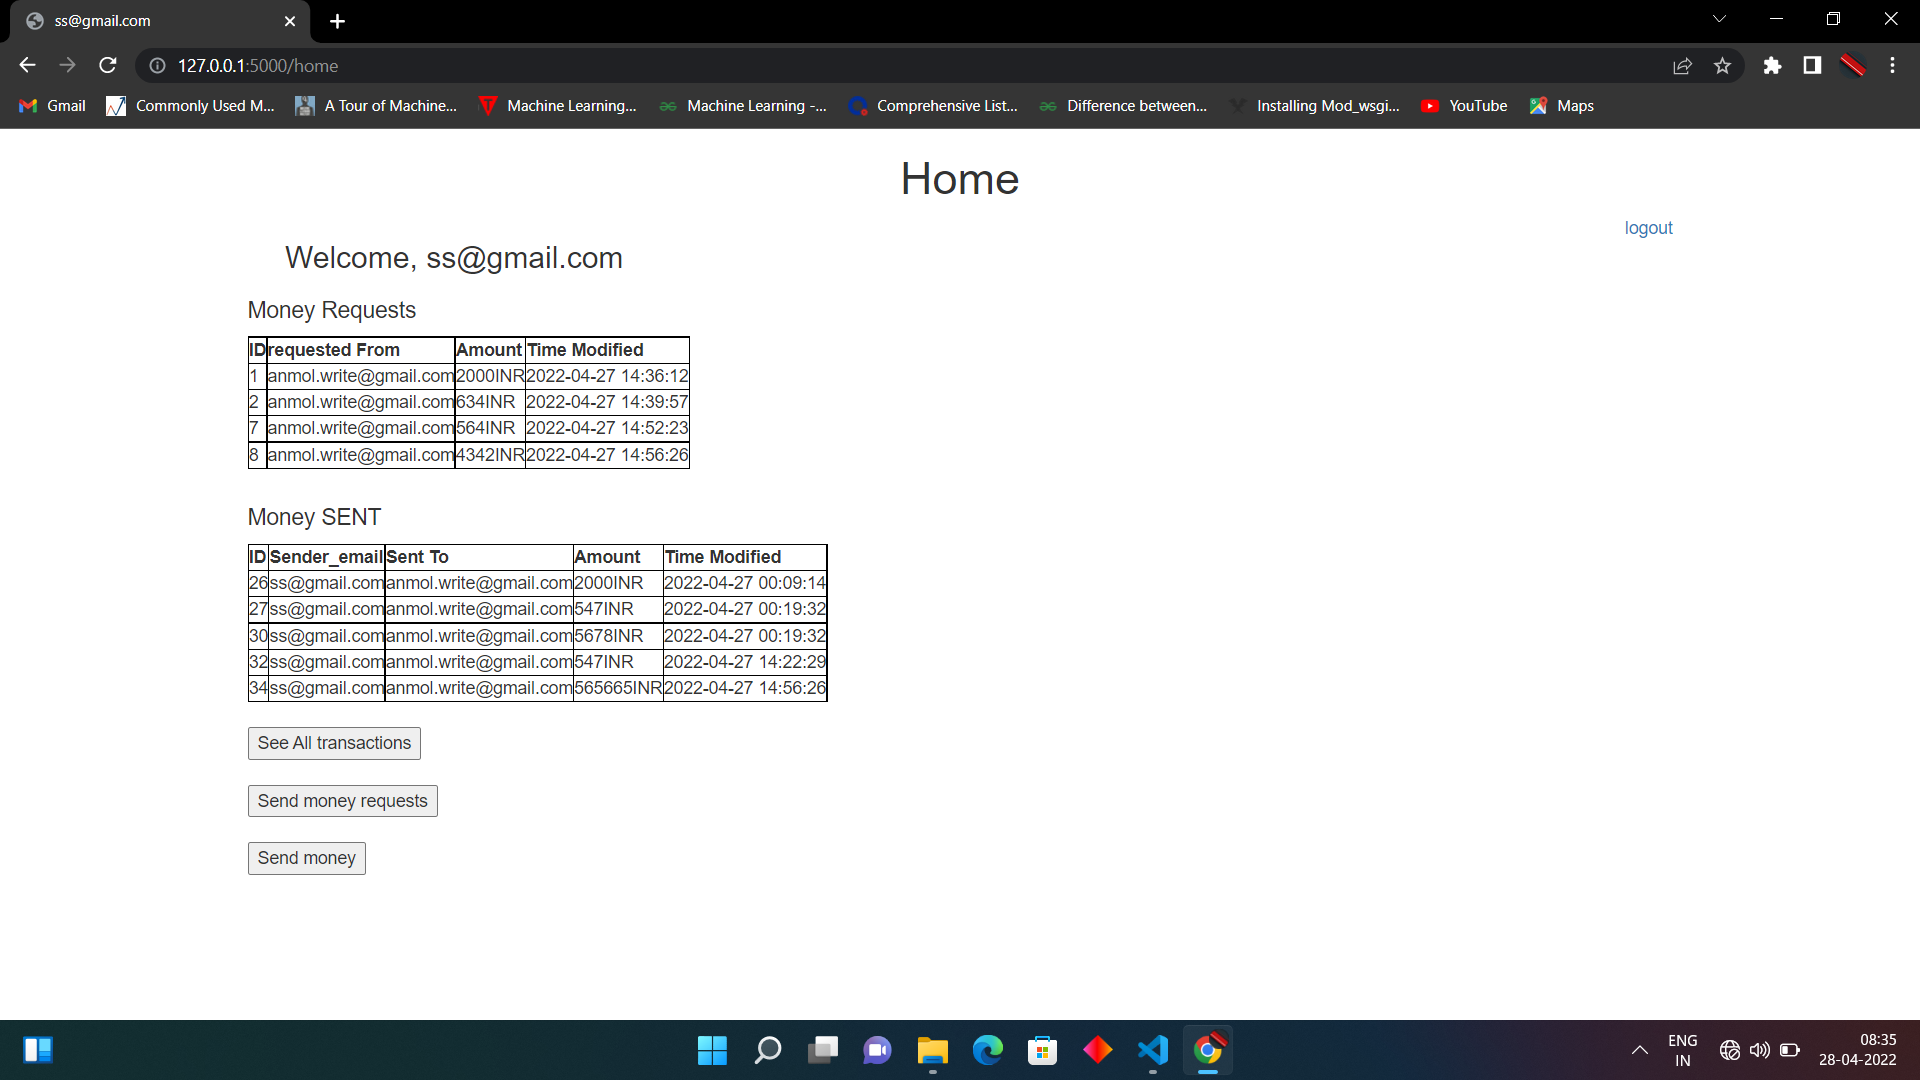 ss@gmail.com
127.0.0.1:5000/home
Gmail Commonly Used M... A Tour of Machine... Machine Learning... Machine Learning -... Comprehensive List... Difference between... Installing Mod_wsgi... YouTube Maps
Home
logout
Welcome, ss@gmail.com
Money Requests
ID requested From Amount Time Modified
1 anmol.write@gmail.com 2000INR 2022-04-27 14:36:12
2 anmol.write@gmail.com 634INR 2022-04-27 14:39:57
7 anmol.write@gmail.com 564INR 2022-04-27 14:52:23
8 anmol.write@gmail.com 4342INR 2022-04-27 14:56:26
Money SENT
ID Sender_email Sent To Amount Time Modified
26 ss@gmail.com anmol.write@gmail.com 2000INR 2022-04-27 00:09:14
27 ss@gmail.com anmol.write@gmail.com 547INR 2022-04-27 00:19:32
30 ss@gmail.com anmol.write@gmail.com 5678INR 2022-04-27 00:19:32
32 ss@gmail.com anmol.write@gmail.com 547INR 2022-04-27 14:22:29
34 ss@gmail.com anmol.write@gmail.com 565665INR 2022-04-27 14:56:26
See All transactions
Send money requests
Send money
ENG 08:35
IN 28-04-2022